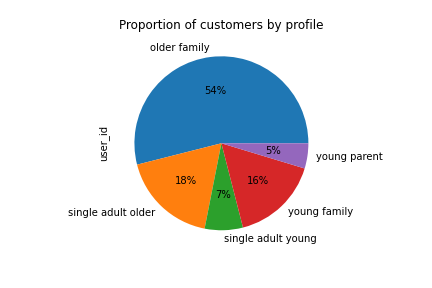 Proportion of customers by profile
older family
54%
user_id
5%
young parent
18%
16%
7%
single adult older
young family
single adult young